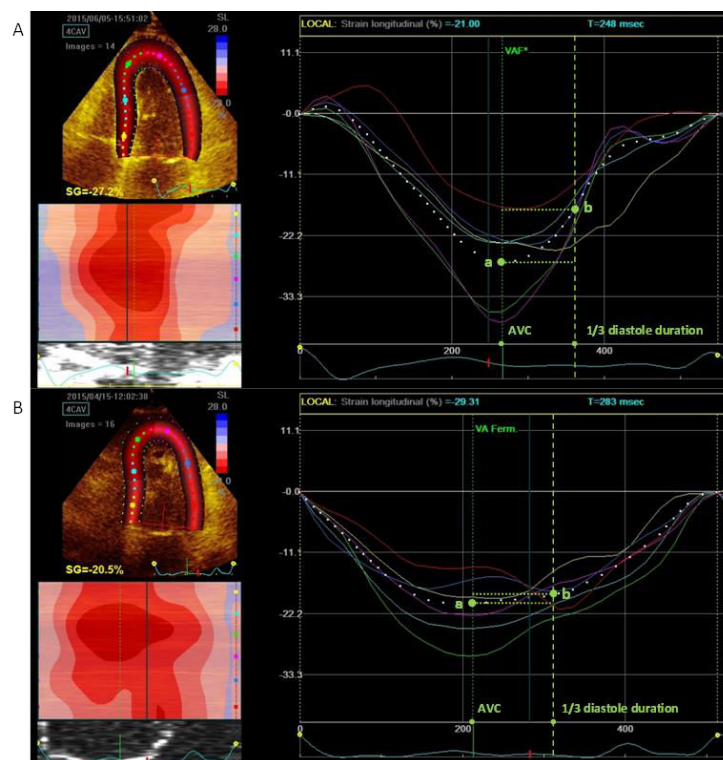 A
2015/06/05-15:51:02
4CAV
Images = 14
SL
28.0
28.0
SG=-27.2%
LOCAL: Strain longitudinal (%) =-21.00 T=248 msec
VAF*
11.1
-0.0
-11.1
-22.2
-33.3
a
b
AVC
1/3 diastole duration
0
200
400
B
2015/04/15-12:02:38
4CAV
Images = 16
SL
28.0
28.0
SG=-20.5%
LOCAL: Strain longitudinal (%) =-29.31 T=283 msec
VA Ferm.
11.1
-0.0
-11.1
-22.2
-33.3
a
b
AVC
1/3 diastole duration
0
200
400